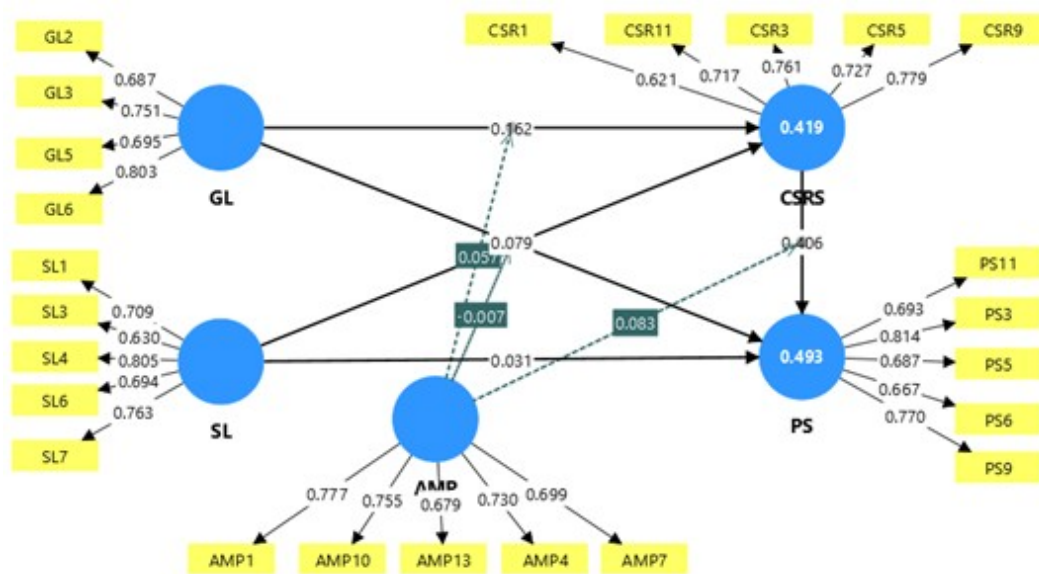 CSR1
CSR11
CSR3
CSR5
CSR9
GL2
GL3
GL5
GL6
0.687
0.751
0.695
0.803
0.621
0.717
0.761
0.727
0.779
GL
0.162
0.419
CSRS
0.079
0.057
-0.007
0.083
0.406
SL1
SL3
SL4
SL6
SL7
0.709
0.630
0.805
0.694
0.763
SL
0.031
0.493
PS
PS11
PS3
PS5
PS6
PS9
0.693
0.814
0.687
0.667
0.770
AMP
0.777
0.755
0.679
0.730
0.699
AMP1
AMP10
AMP13
AMP4
AMP7